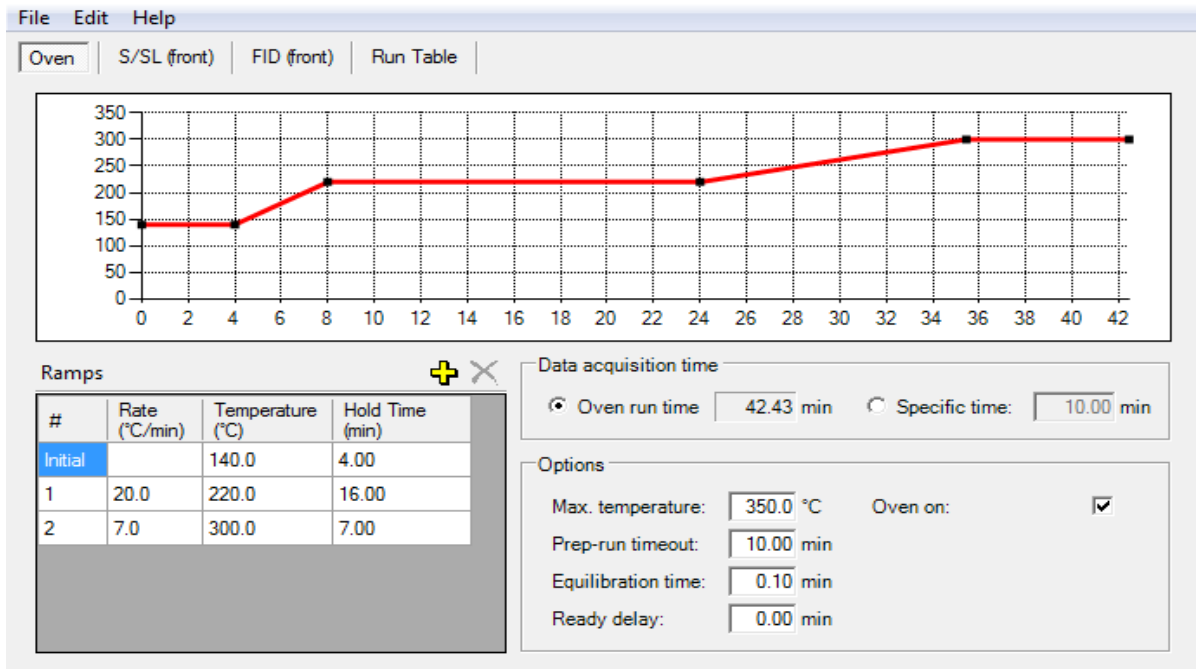 File Edit Help
Oven S/SL (front) FID (front) Run Table
350
300
250
200
150
100
50
0
0 2 4 6 8 10 12 14 16 18 20 22 24 26 28 30 32 34 36 38 40 42
Ramps
# Rate (°C/min) Temperature (°C) Hold Time (min)
Initial 140.0 4.00
1 20.0 220.0 16.00
2 7.0 300.0 7.00
Data acquisition time
Oven run time 42.43 min Specific time: 10.00 min
Options
Max. temperature: 350.0 °C Oven on:
Prep-run timeout: 10.00 min
Equilibration time: 0.10 min
Ready delay: 0.00 min